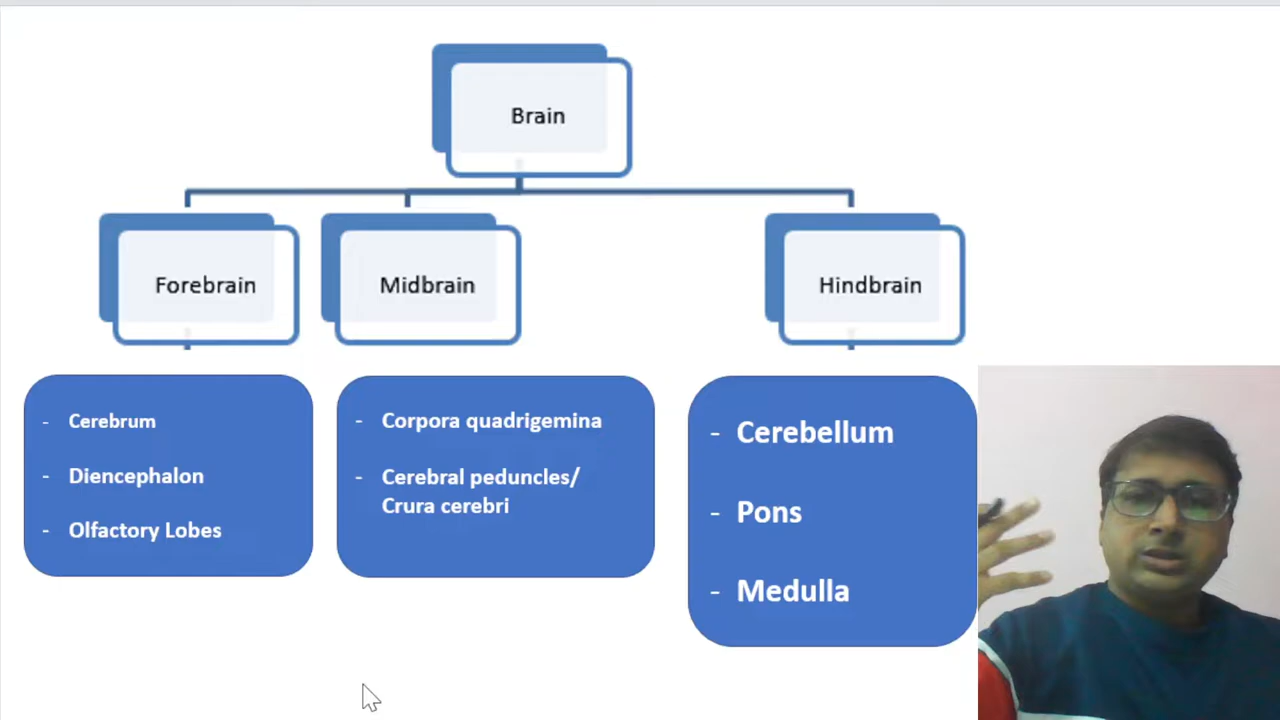 Brain
Forebrain
Midbrain
Hindbrain
- Cerebrum
- Diencephalon
- Olfactory Lobes
- Corpora quadrigemina
- Cerebral peduncles/
Crura cerebri
- Cerebellum
- Pons
- Medulla